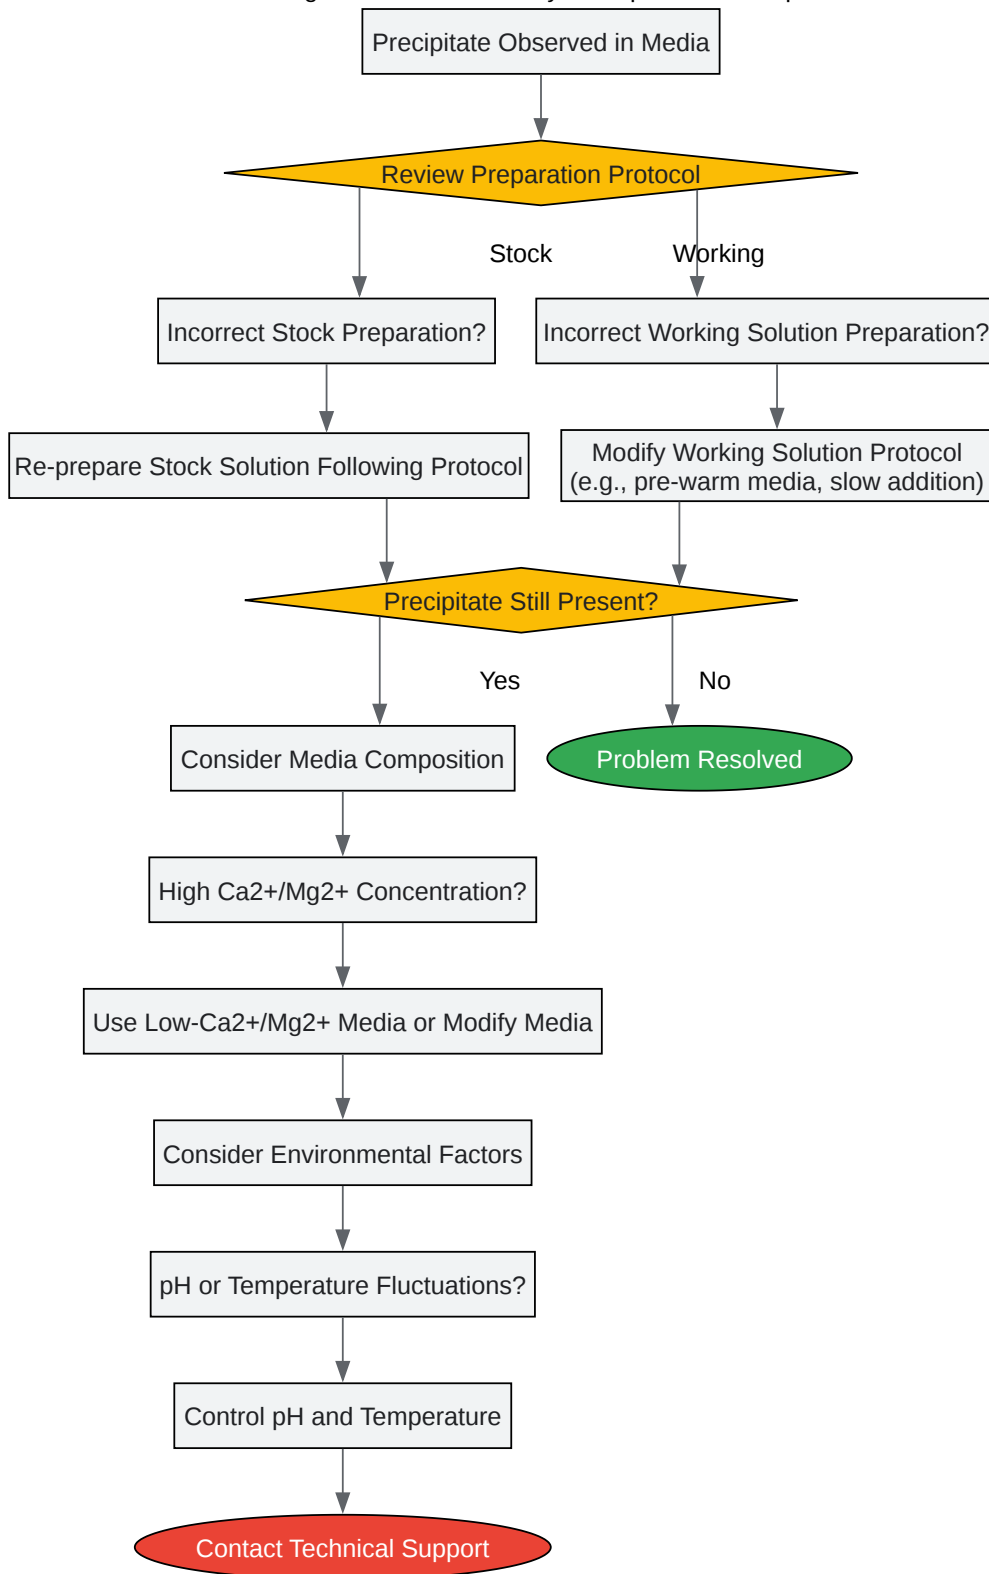 Precipitate Observed in Media
Review Preparation Protocol
Stock
Working
Incorrect Stock Preparation?
Incorrect Working Solution Preparation?
Re-prepare Stock Solution Following Protocol
Modify Working Solution Protocol
(e.g., pre-warm media, slow addition)
Precipitate Still Present?
Yes
No
Consider Media Composition
Problem Resolved
High Ca2+/Mg2+ Concentration?
Use Low-Ca2+/Mg2+ Media or Modify Media
Consider Environmental Factors
pH or Temperature Fluctuations?
Control pH and Temperature
Contact Technical Support